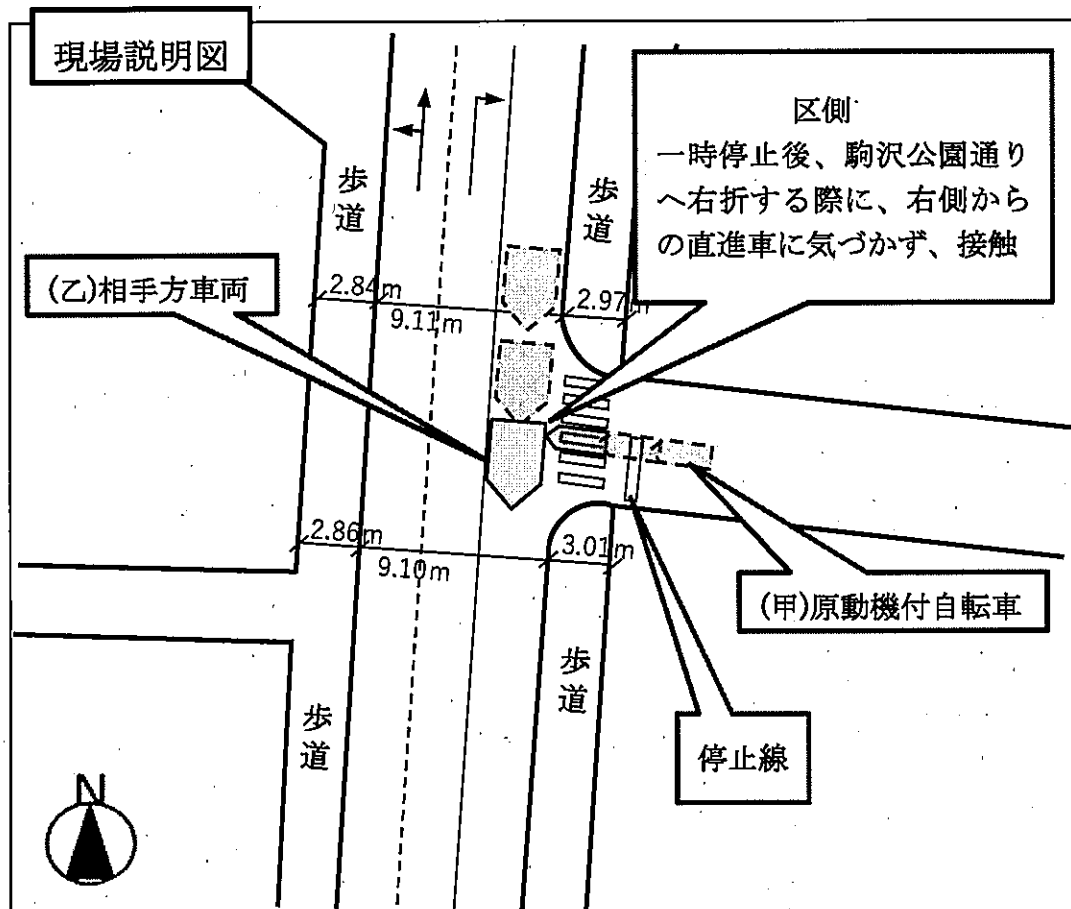 現場説明図
区側
一時停止後、駒沢公園通り
へ右折する際に、右側から
の直進車に気づかず、接触
歩道
歩道
(乙)相手方車両
2.84m
9.11m
2.97m
2.86m
9.10m
3.01m
(甲)原動機付自転車
歩道
歩道
停止線
N